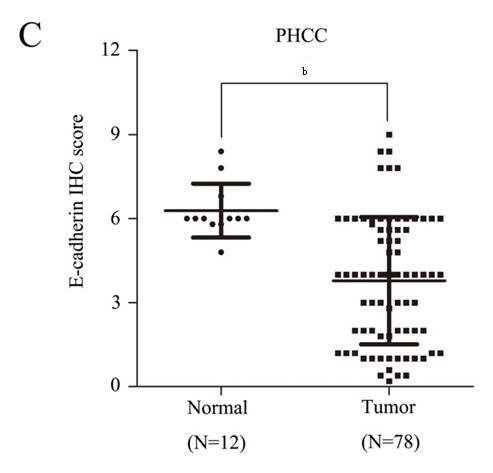 C
PHCC
b
12
9
6
3
0
E-cadherin IHC score
Normal
Tumor
(N=12)
(N=78)